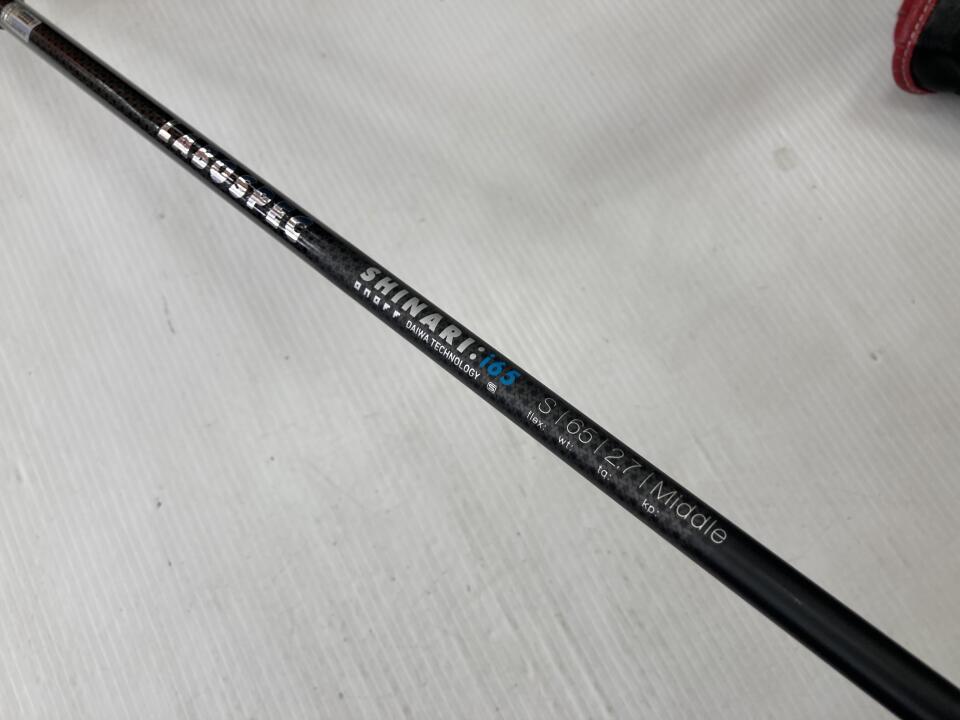 LABOSPEC
SHINARI:i65
ONOFF DAIWA TECHNOLOGY S
S | 65 | 2.7 | Middle
flex: wt: tq: kp: